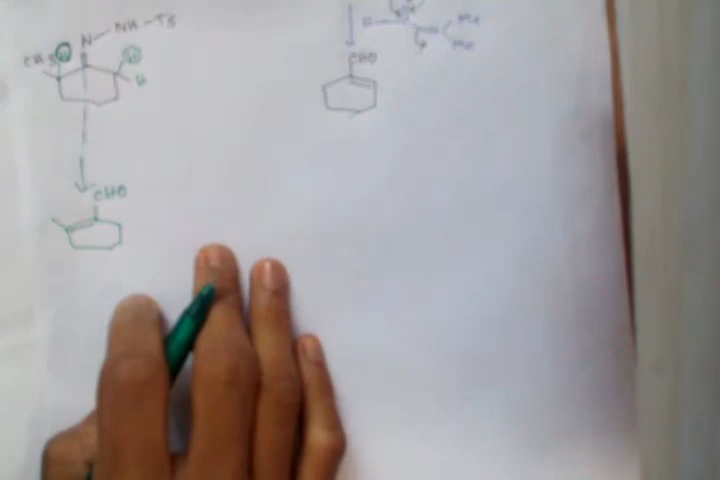 N — NH — Ts
H — Me
CH3 H H
Me
H
CHO
CHO